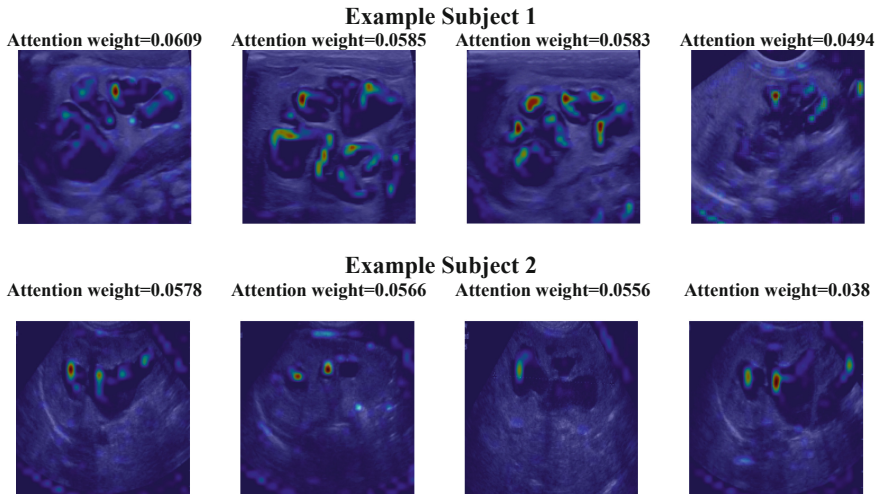 Example Subject 1
Attention weight=0.0609 Attention weight=0.0585 Attention weight=0.0583 Attention weight=0.0494
Example Subject 2
Attention weight=0.0578 Attention weight=0.0566 Attention weight=0.0556 Attention weight=0.038